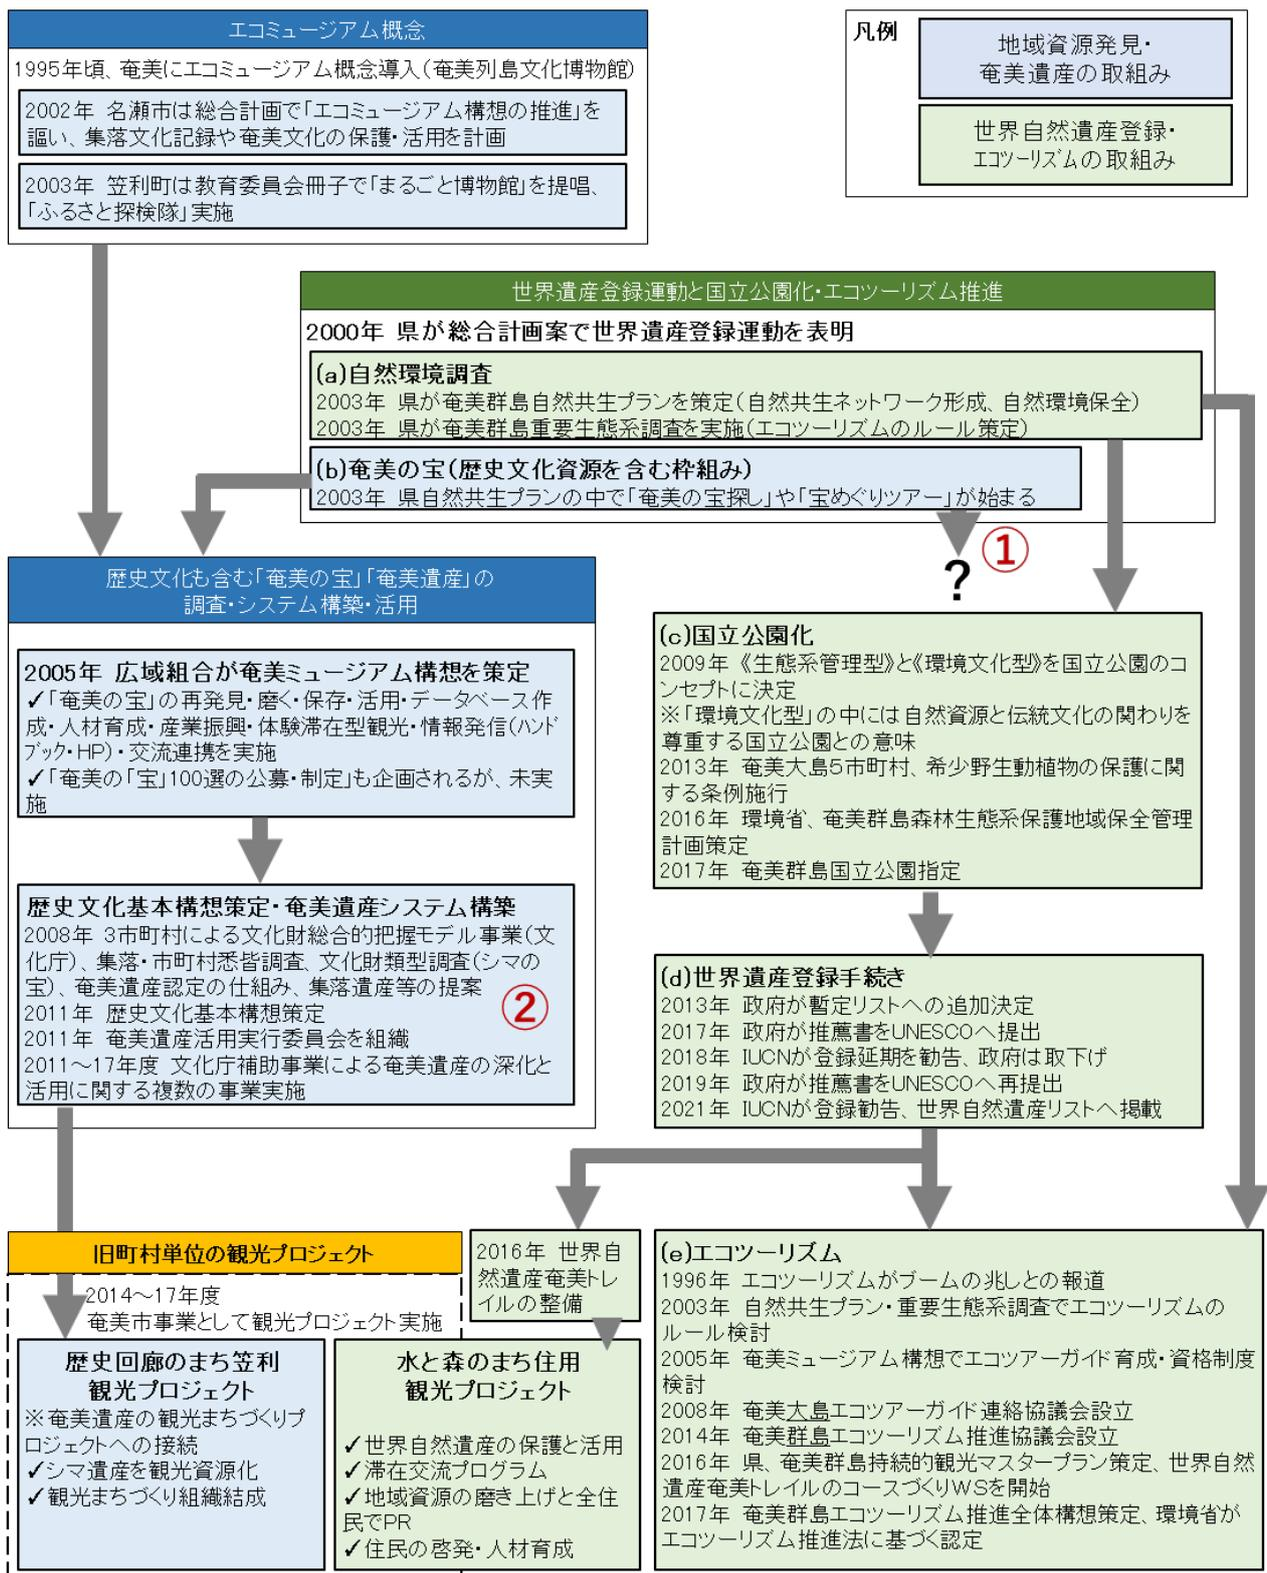 エコミュージアム概念
1995年頃、奄美にエコミュージアム概念導入(奄美列島文化博物館)
2002年 名瀬市は総合計画で「エコミュージアム構想の推進」を
謳い、集落文化記録や奄美文化の保護・活用を計画
2003年 笠利町は教育委員会冊子で「まるごと博物館」を提唱、
「ふるさと探検隊」実施
凡例
地域資源発見・
奄美遺産の取組み
世界自然遺産登録・
エコツーリズムの取組み
世界遺産登録運動と国立公園化・エコツーリズム推進
2000年 県が総合計画案で世界遺産登録運動を表明
(a)自然環境調査
2003年 県が奄美群島自然共生プランを策定(自然共生ネットワーク形成、自然環境保全)
2003年 県が奄美群島重要生態系調査を実施(エコツーリズムのルール策定)
(b)奄美の宝(歴史文化資源を含む枠組み)
2003年 県自然共生プランの中で「奄美の宝探し」や「宝めぐりツアー」が始まる
①
?
歴史文化も含む「奄美の宝」「奄美遺産」の
調査・システム構築・活用
2005年 広域組合が奄美ミュージアム構想を策定
✓「奄美の宝」の再発見・磨く・保存・活用・データベース作
成・人材育成・産業振興・体験滞在型観光・情報発信(ハンド
ブック・HP)・交流連携を実施
✓「奄美の「宝」100選の公募・制定」も企画されるが、未実
施
歴史文化基本構想策定・奄美遺産システム構築
2008年 3市町村による文化財総合的把握モデル事業(文
化庁)、集落・市町村悉皆調査、文化財類型調査(シマの
宝)、奄美遺産認定の仕組み、集落遺産等の提案
2011年 歴史文化基本構想策定
2011年 奄美遺産活用実行委員会を組織
2011～17年度 文化庁補助事業による奄美遺産の深化と
活用に関する複数の事業実施
②
(c)国立公園化
2009年《生態系管理型》と《環境文化型》を国立公園のコ
ンセプトに決定
※「環境文化型」の中には自然資源と伝統文化の関わりを
尊重する国立公園との意味
2013年 奄美大島5市町村、希少野生動植物の保護に関
する条例施行
2016年 環境省、奄美群島森林生態系保護地域保全管理
計画策定
2017年 奄美群島国立公園指定
(d)世界遺産登録手続き
2013年 政府が暫定リストへの追加決定
2017年 政府が推薦書をUNESCOへ提出
2018年 IUCNが登録延期を勧告、政府は取下げ
2019年 政府が推薦書をUNESCOへ再提出
2021年 IUCNが登録勧告、世界自然遺産リストへ掲載
旧町村単位の観光プロジェクト
2014～17年度
奄美市事業として観光プロジェクト実施
歴史回廊のまち笠利
観光プロジェクト
※奄美遺産の観光まちづくりプ
ロジェクトへの接続
✓シマ遺産を観光資源化
✓観光まちづくり組織結成
2016年 世界自
然遺産奄美トレ
イルの整備
水と森のまち住用
観光プロジェクト
✓世界自然遺産の保護と活用
✓滞在交流プログラム
✓地域資源の磨き上げと全住
民でPR
✓住民の啓発・人材育成
(e)エコツーリズム
1996年 エコツーリズムがブームの兆しとの報道
2003年 自然共生プラン・重要生態系調査でエコツーリズムの
ルール検討
2005年 奄美ミュージアム構想でエコツアーガイド育成・資格制度
検討
2008年 奄美大島エコツアーガイド連絡協議会設立
2014年 奄美群島エコツーリズム推進協議会設立
2016年 県、奄美群島持続的観光マスタープラン策定、世界自然
遺産奄美トレイルのコースづくりWSを開始
2017年 奄美群島エコツーリズム推進全体構想策定、環境省が
エコツーリズム推進法に基づく認定